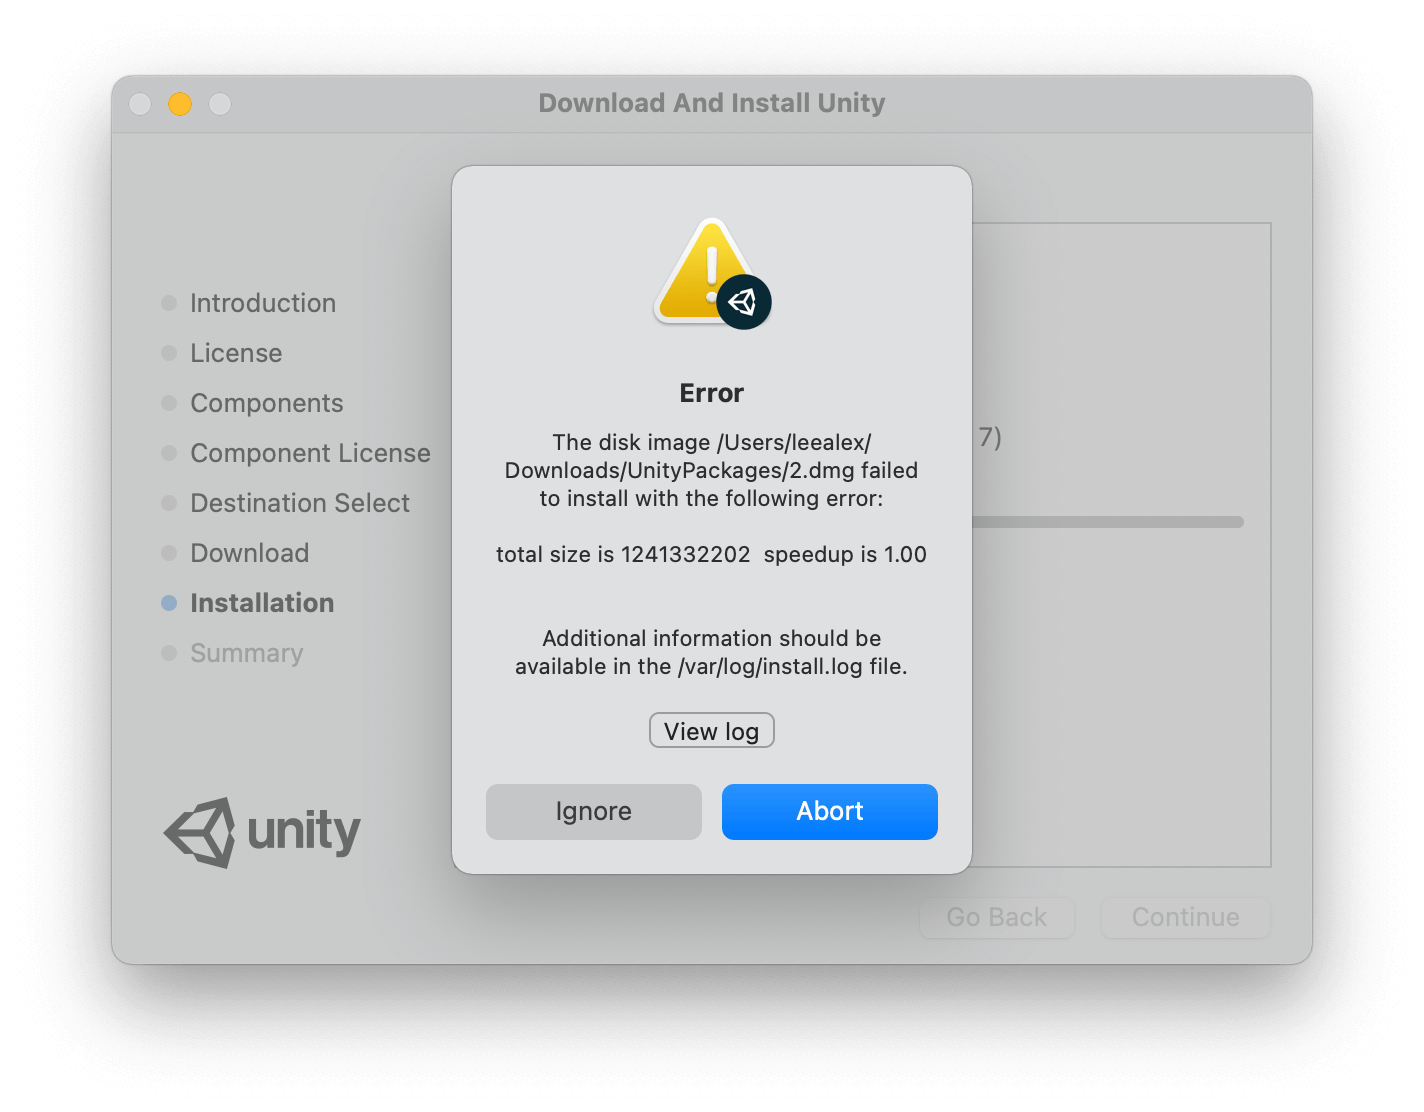 Download And Install Unity
Introduction
License
Components
Component License
Destination Select
Download
Installation
Summary
unity
7)
Error
The disk image /Users/leealex/
Downloads/UnityPackages/2.dmg failed
to install with the following error:
total size is 1241332202  speedup is 1.00
Additional information should be
available in the /var/log/install.log file.
View log
Ignore
Abort
Go Back
Continue